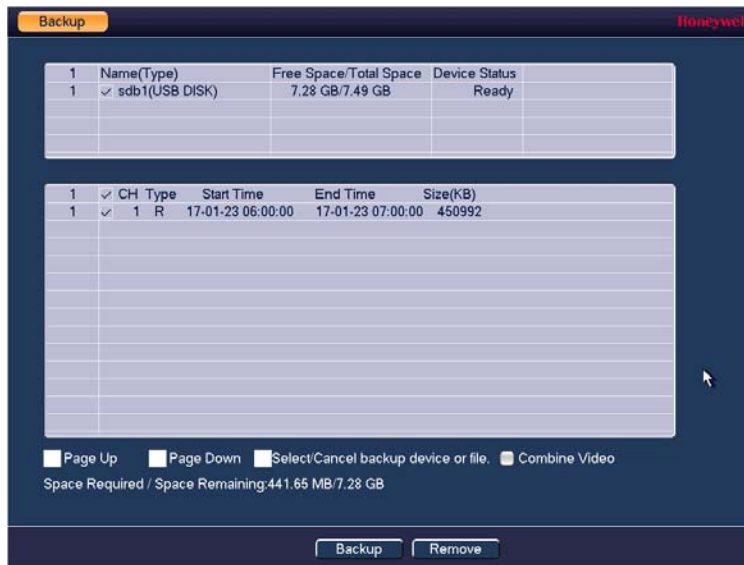 Backup
Honeywell
1 Name(Type) Free Space/Total Space Device Status
1 sdb1(USB DISK) 7.28 GB/7.49 GB Ready
1 CH Type Start Time End Time Size(KB)
1 1 R 17-01-23 06:00:00 17-01-23 07:00:00 450992
Page Up Page Down Select/Cancel backup device or file. Combine Video
Space Required / Space Remaining:441.65 MB/7.28 GB
Backup Remove